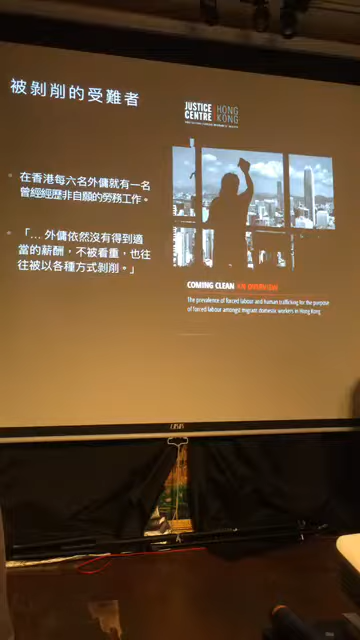 被剝削的受難者
在香港每六名外傭就有一名
曾經經歷非自願的勞務工作。
「... 外傭依然沒有得到適
當的薪酬，不被看重，也往
往被以各種方式剝削。」
JUSTICE
CENTRE
HONG
KONG
COMING CLEAN AN OVERVIEW
The prevalence of forced labour and human trafficking for the purpose
of forced labour amongst migrant domestic workers in Hong Kong